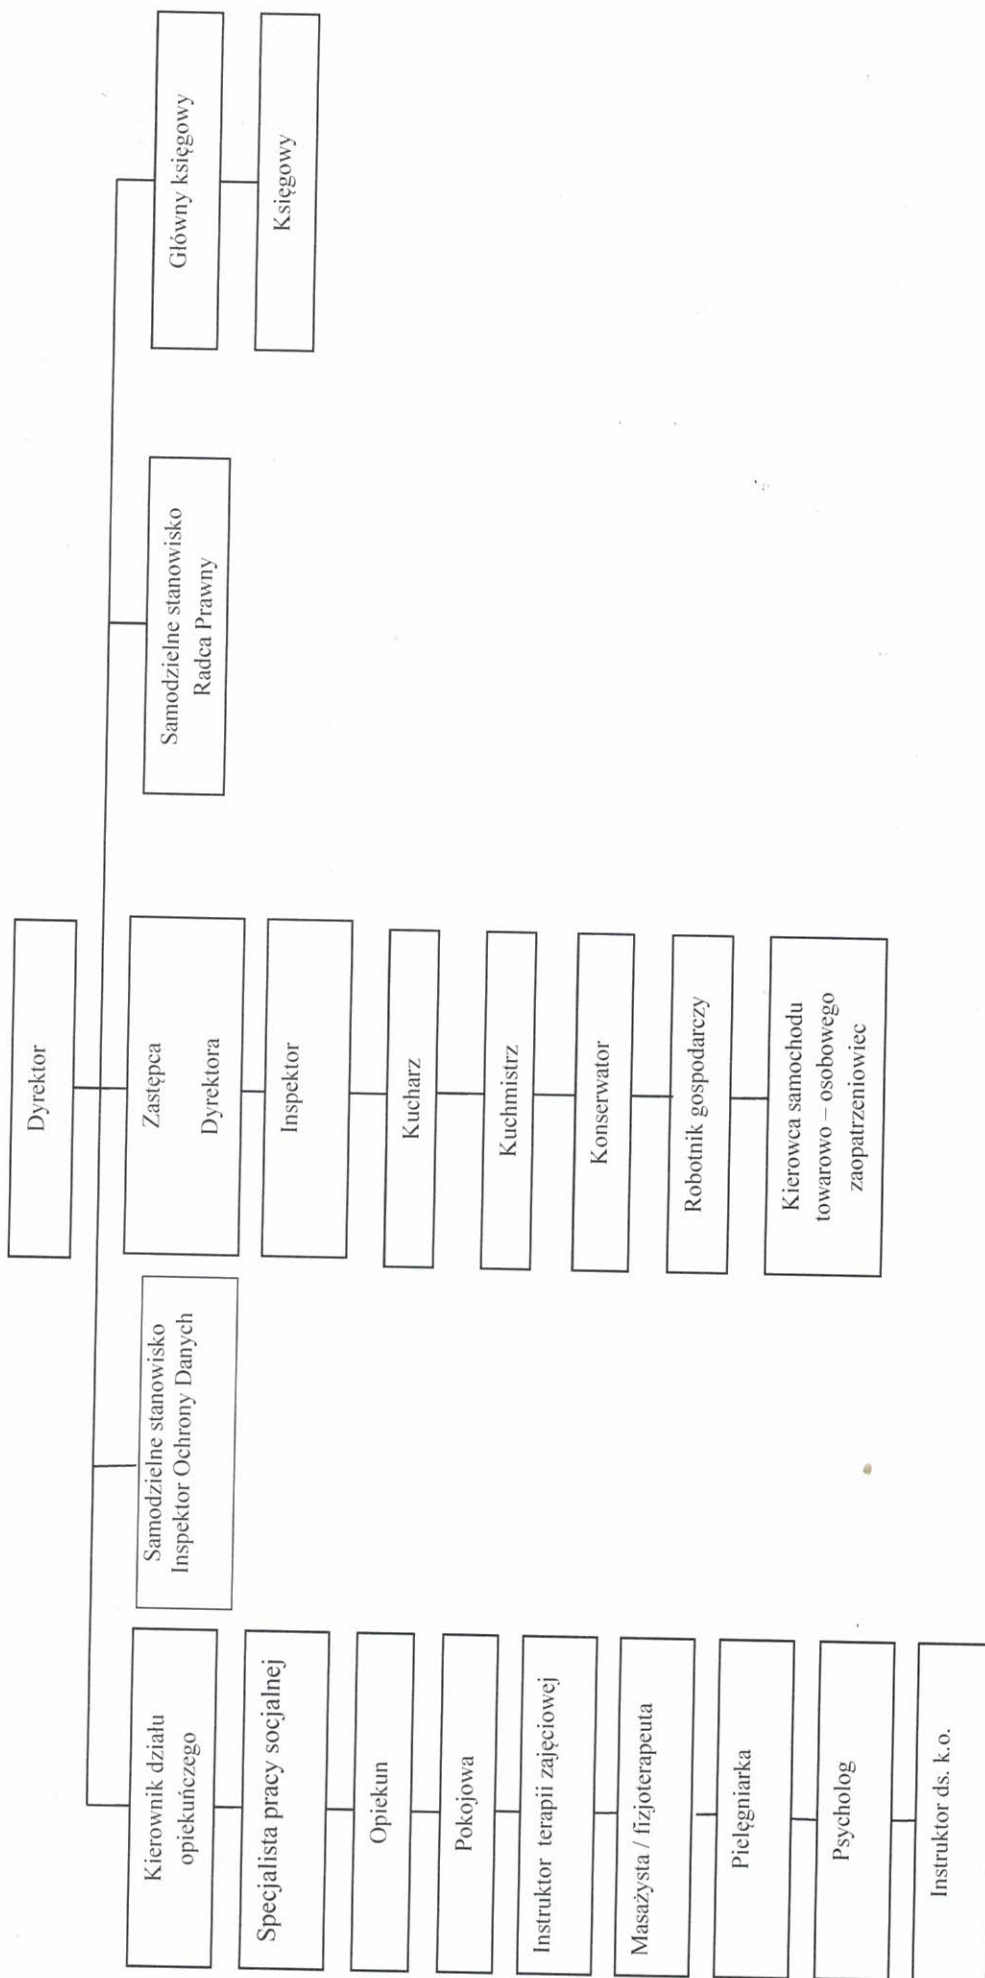 Dyrektor
Kierownik działu
opiekuńczego
Specjalista pracy socjalnej
Opiekun
Pokojowa
Instruktor terapii zajęciowej
Masażysta / fizjoterapeuta
Pielęgniarka
Psycholog
Instruktor ds. k.o.
Samodzielne stanowisko
Inspektor Ochrony Danych
Zastępca
Dyrektora
Inspektor
Kucharz
Kuchmistrz
Konserwator
Robotnik gospodarczy
Kierowca samochodu
towarowo – osobowego
zaopatrzeniowiec
Samodzielne stanowisko
Radca Prawny
Główny księgowy
Księgowy